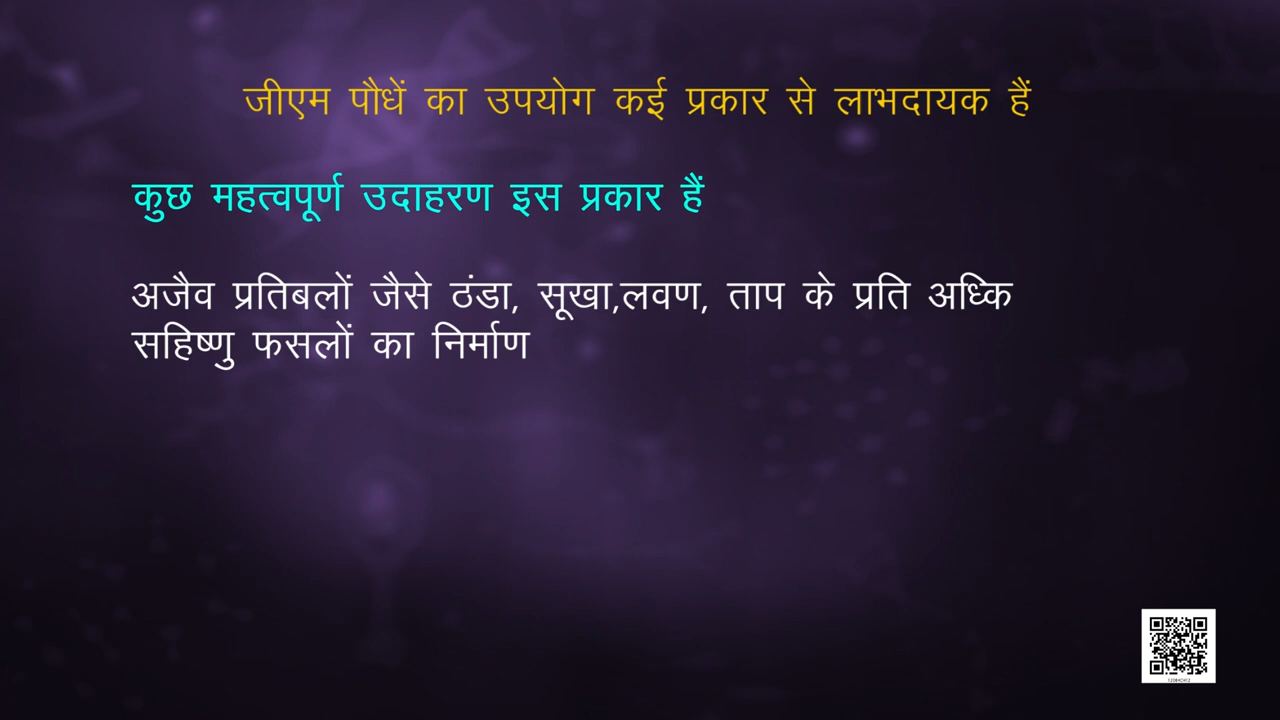 जीएम पौधें का उपयोग कई प्रकार से लाभदायक हैं
कुछ महत्वपूर्ण उदाहरण इस प्रकार हैं
अजैव प्रतिबलों जैसे ठंडा, सूखा,लवण, ताप के प्रति अध्कि
सहिष्णु फसलों का निर्माण